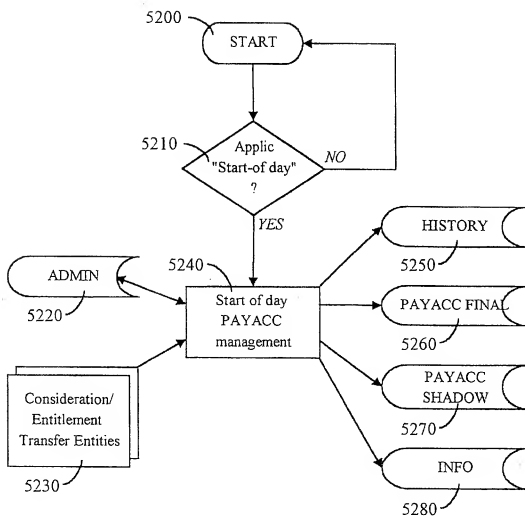 5200
START
5210
Applic
"Start-of day"
?
NO
YES
5240
Start of day
PAYACC
management
ADMIN
5220
Consideration/
Entitlement
Transfer Entities
5230
HISTORY
5250
PAYACC FINAL
5260
PAYACC
SHADOW
5270
INFO
5280